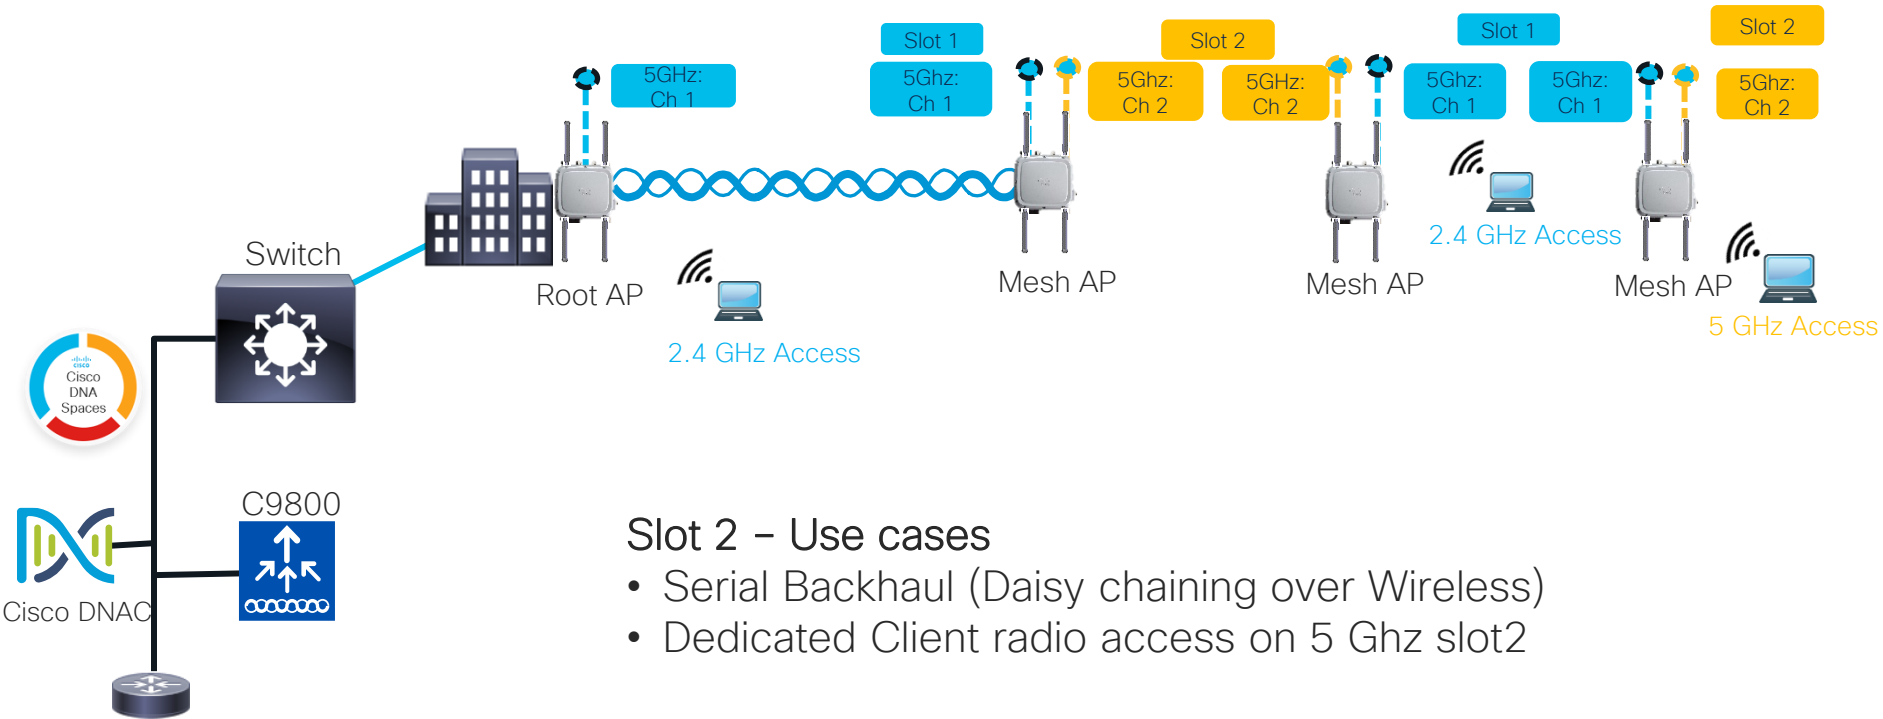 Slot 1
Slot 2
Slot 1
Slot 2
5GHz:
Ch 1
5Ghz:
Ch 1
5Ghz:
Ch 2
5GHz:
Ch 2
5Ghz:
Ch 1
5Ghz:
Ch 1
5Ghz:
Ch 2
Switch
Root AP
Mesh AP
Mesh AP
Mesh AP
2.4 GHz Access
2.4 GHz Access
5 GHz Access
cisco
Cisco
DNA
Spaces
C9800
Cisco DNAC
Slot 2 – Use cases
• Serial Backhaul (Daisy chaining over Wireless)
• Dedicated Client radio access on 5 Ghz slot2